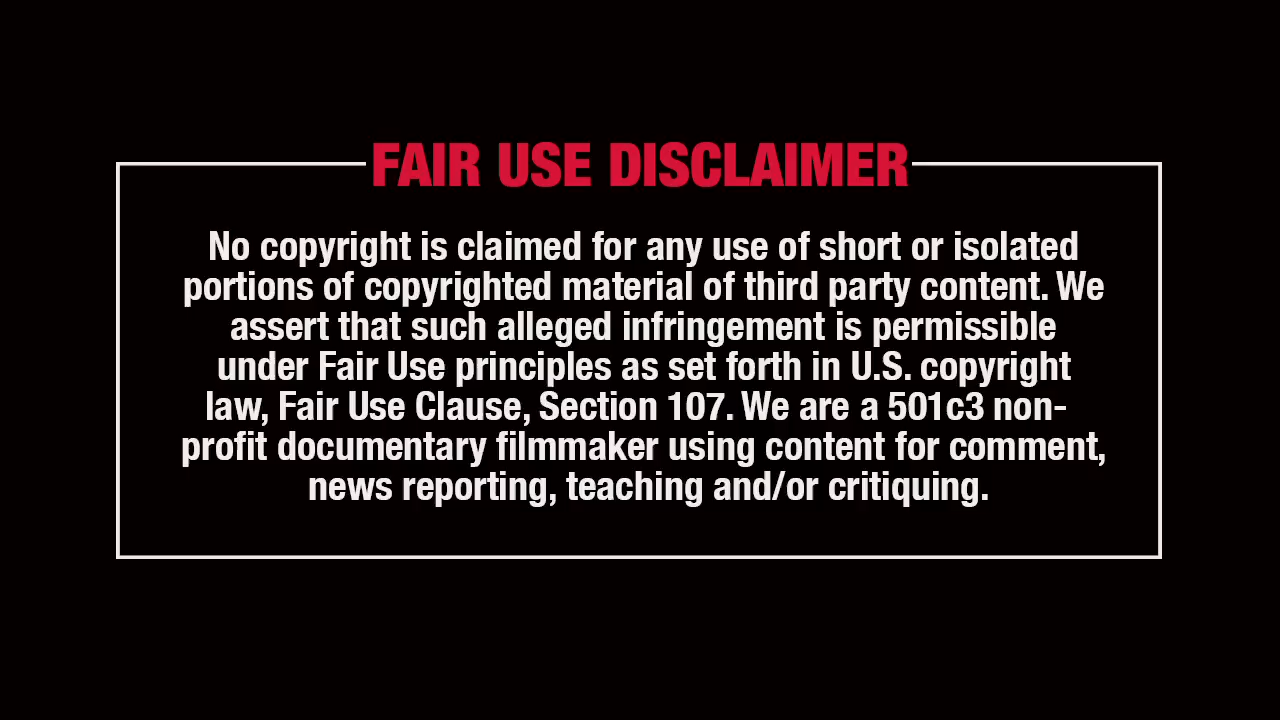 FAIR USE DISCLAIMER
No copyright is claimed for any use of short or isolated
portions of copyrighted material of third party content. We
assert that such alleged infringement is permissible
under Fair Use principles as set forth in U.S. copyright
law, Fair Use Clause, Section 107. We are a 501c3 non-
profit documentary filmmaker using content for comment,
news reporting, teaching and/or critiquing.